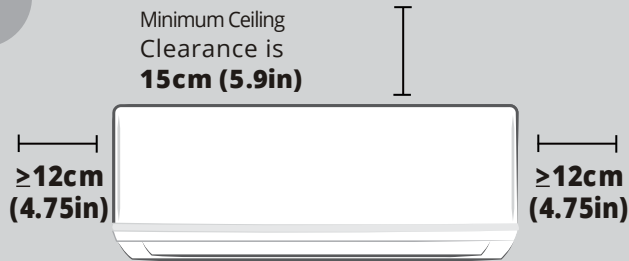 Minimum Ceiling
Clearance is
15cm (5.9in)
≥12cm
(4.75in)
≥12cm
(4.75in)